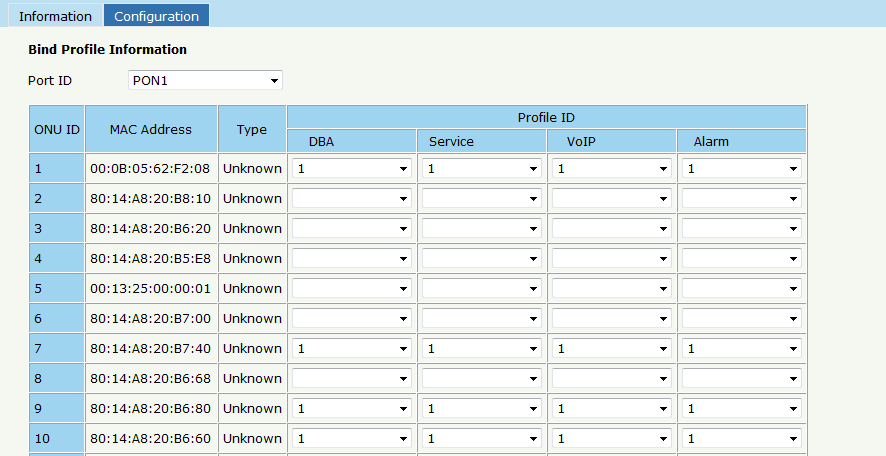 Information Configuration
Bind Profile Information
Port ID PON1
ONU ID MAC Address Type Profile ID
DBA Service VoIP Alarm
1 00:0B:05:62:F2:08 Unknown 1 1 1 1
2 80:14:A8:20:B8:10 Unknown
3 80:14:A8:20:B6:20 Unknown
4 80:14:A8:20:B5:E8 Unknown
5 00:13:25:00:00:01 Unknown
6 80:14:A8:20:B7:00 Unknown
7 80:14:A8:20:B7:40 Unknown 1 1 1 1
8 80:14:A8:20:B6:68 Unknown
9 80:14:A8:20:B6:80 Unknown 1 1 1 1
10 80:14:A8:20:B6:60 Unknown 1 1 1 1